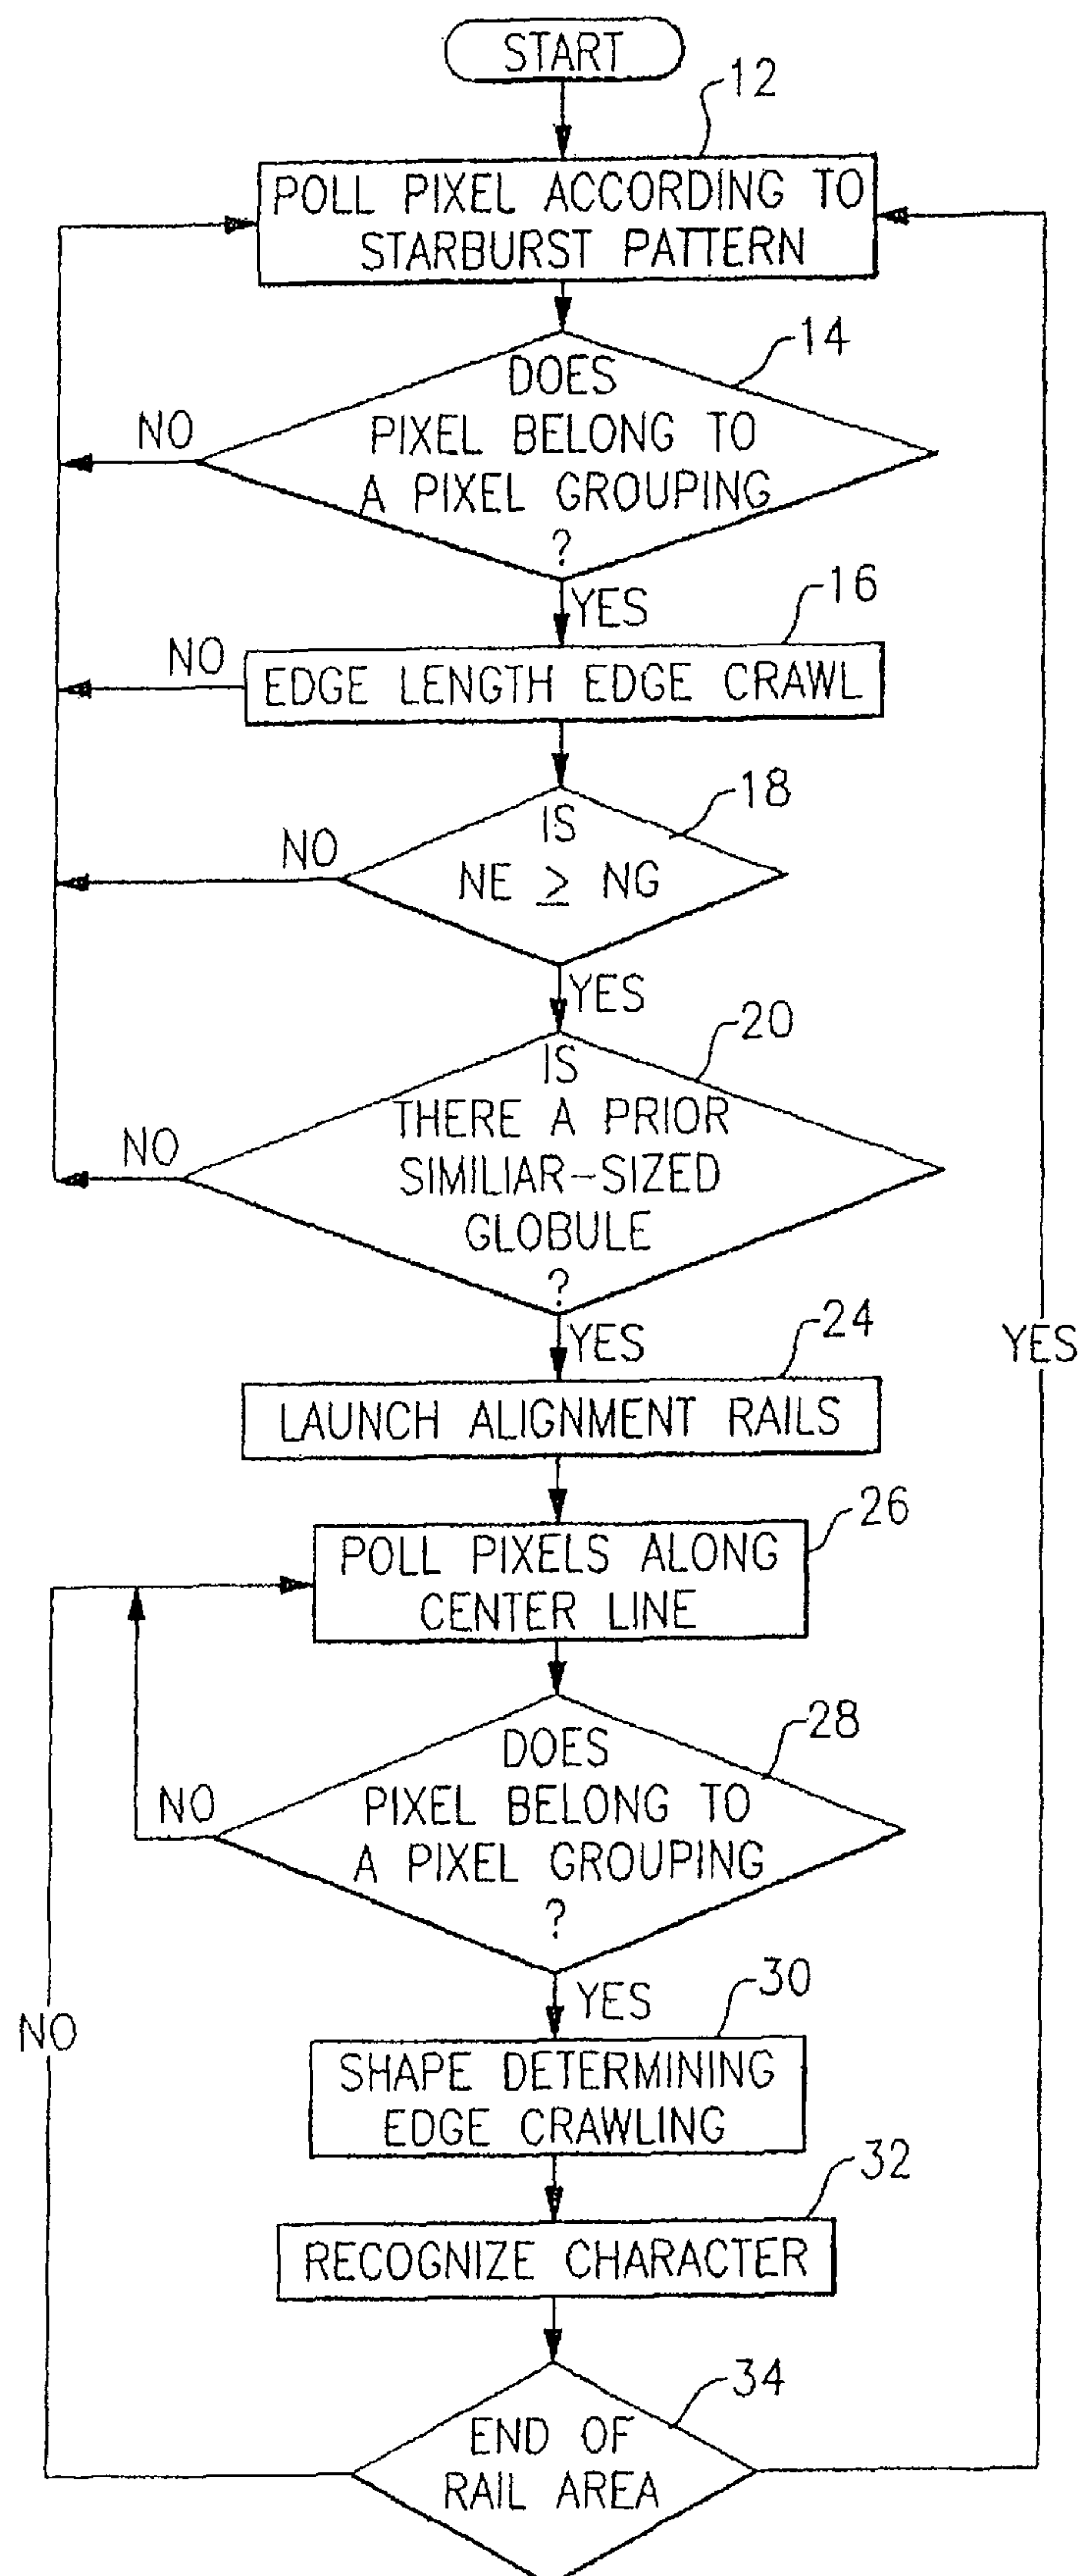 START
12
POLL PIXEL ACCORDING TO
STARBURST PATTERN
14
DOES
PIXEL BELONG TO
A PIXEL GROUPING
?
NO
YES
16
NO
EDGE LENGTH EDGE CRAWL
18
IS
NE ≥ NG
NO
YES
20
IS
THERE A PRIOR
SIMILIAR-SIZED
GLOBULE
?
NO
YES
24
YES
LAUNCH ALIGNMENT RAILS
26
POLL PIXELS ALONG
CENTER LINE
28
DOES
PIXEL BELONG TO
A PIXEL GROUPING
?
NO
YES
30
NO
SHAPE DETERMINING
EDGE CRAWLING
32
RECOGNIZE CHARACTER
34
END OF
RAIL AREA